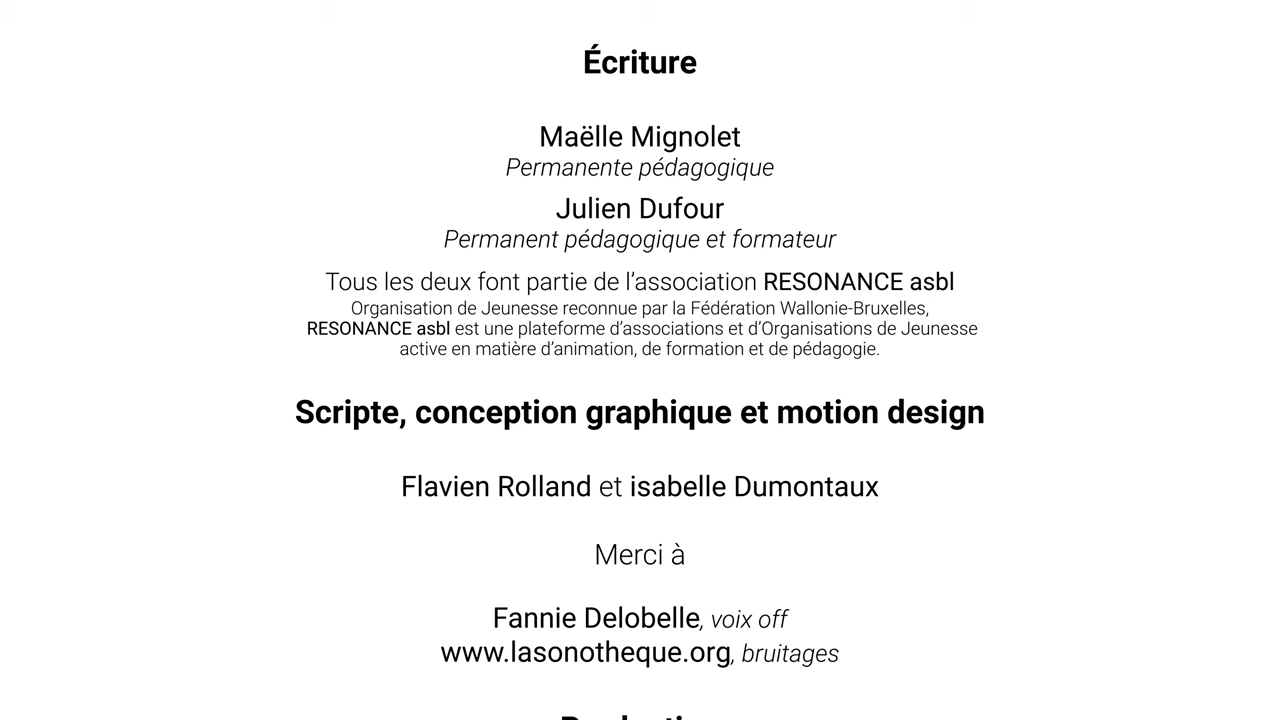 Écriture
Maëlle Mignolet
Permanente pédagogique
Julien Dufour
Permanent pédagogique et formateur
Tous les deux font partie de l’association RESONANCE asbl
Organisation de Jeunesse reconnue par la Fédération Wallonie-Bruxelles,
RESONANCE asbl est une plateforme d’associations et d’Organisations de Jeunesse
active en matière d’animation, de formation et de pédagogie.
Scripte, conception graphique et motion design
Flavien Rolland et isabelle Dumontaux
Merci à
Fannie Delobelle, voix off
www.lasonotheque.org, bruitages